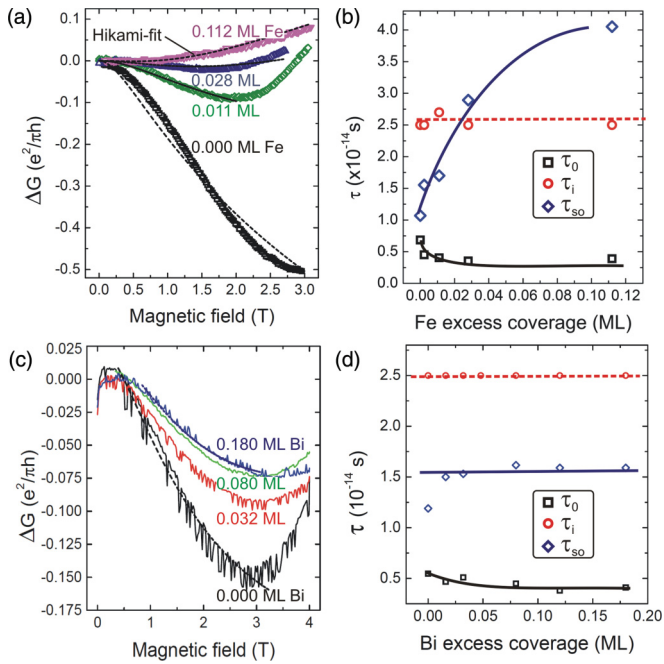 (a)
0.1
0.0
-0.1
-0.2
-0.3
-0.4
-0.5
ΔG (e²/πh)
Hikami-fit
0.112 ML Fe
0.028 ML
0.011 ML
0.000 ML Fe
0.0 0.5 1.0 1.5 2.0 2.5 3.0
Magnetic field (T)
(b)
4.0
3.5
3.0
2.5
2.0
1.5
1.0
0.5
0.0
τ (x10⁻¹⁴ s)
τ₀
τᵢ
τₛₒ
0.00 0.02 0.04 0.06 0.08 0.10 0.12
Fe excess coverage (ML)
(c)
0.025
0.000
-0.025
-0.050
-0.075
-0.100
-0.125
-0.150
-0.175
ΔG (e²/πh)
0.180 ML Bi
0.080 ML
0.032 ML
0.000 ML Bi
0 1 2 3 4
Magnetic field (T)
(d)
2.5
2.0
1.5
1.0
0.5
τ (10⁻¹⁴ s)
τ₀
τᵢ
τₛₒ
0.00 0.05 0.10 0.15 0.20
Bi excess coverage (ML)